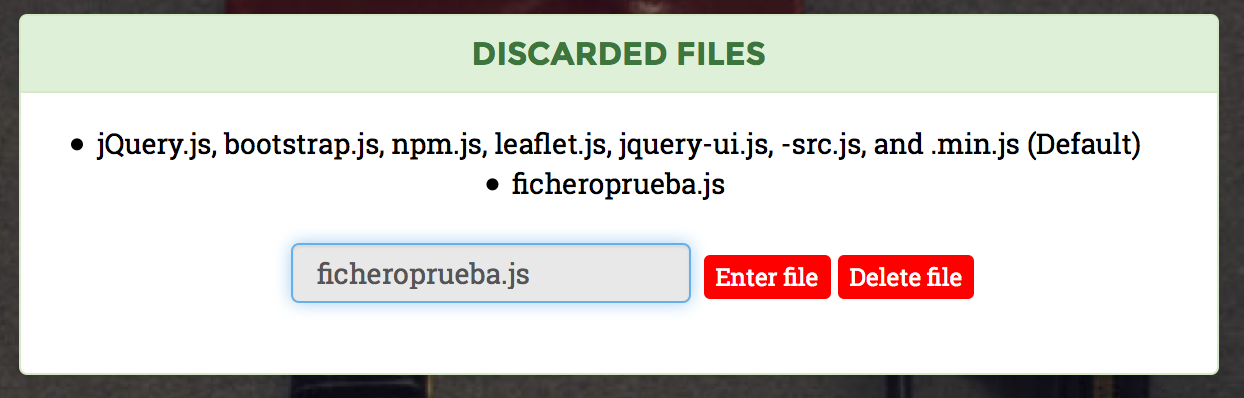 DISCARDED FILES
• jQuery.js, bootstrap.js, npm.js, leaflet.js, jquery-ui.js, -src.js, and .min.js (Default)
• ficheroprueba.js
ficheroprueba.js Enter file Delete file